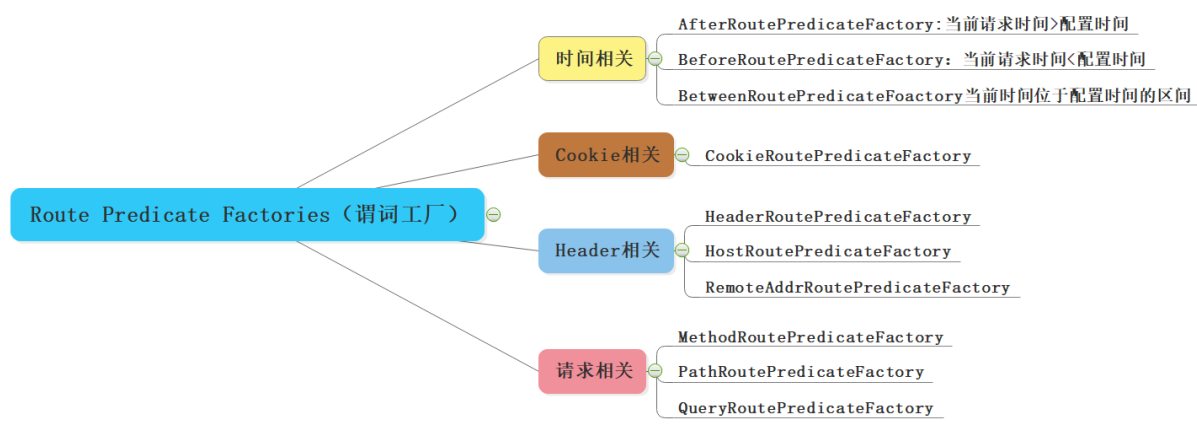 Route Predicate Factories（谓词工厂）
时间相关
AfterRoutePredicateFactory:当前请求时间>配置时间
BeforeRoutePredicateFactory：当前请求时间<配置时间
BetweenRoutePredicateFoactory当前时间位于配置时间的区间
Cookie相关
CookieRoutePredicateFactory
Header相关
HeaderRoutePredicateFactory
HostRoutePredicateFactory
RemoteAddrRoutePredicateFactory
请求相关
MethodRoutePredicateFactory
PathRoutePredicateFactory
QueryRoutePredicateFactory